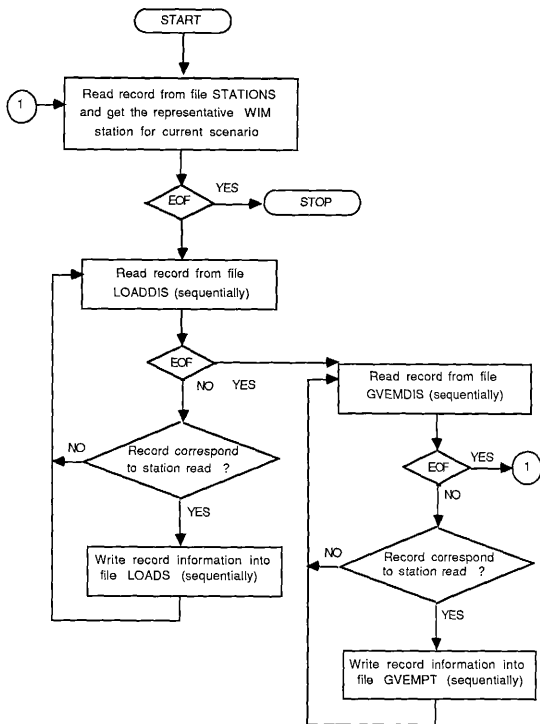 START
1
Read record from file STATIONS
and get the representative WIM
station for current scenario
EOF
YES
STOP
Read record from file
LOADDIS (sequentially)
EOF
NO YES
Read record from file
GVEMDIS (sequentially)
NO
Record correspond
to station read ?
YES
EOF
YES
1
NO
Write record information into
file LOADS (sequentially)
NO
Record correspond
to station read ?
YES
Write record information into
file GVEMPT (sequentially)